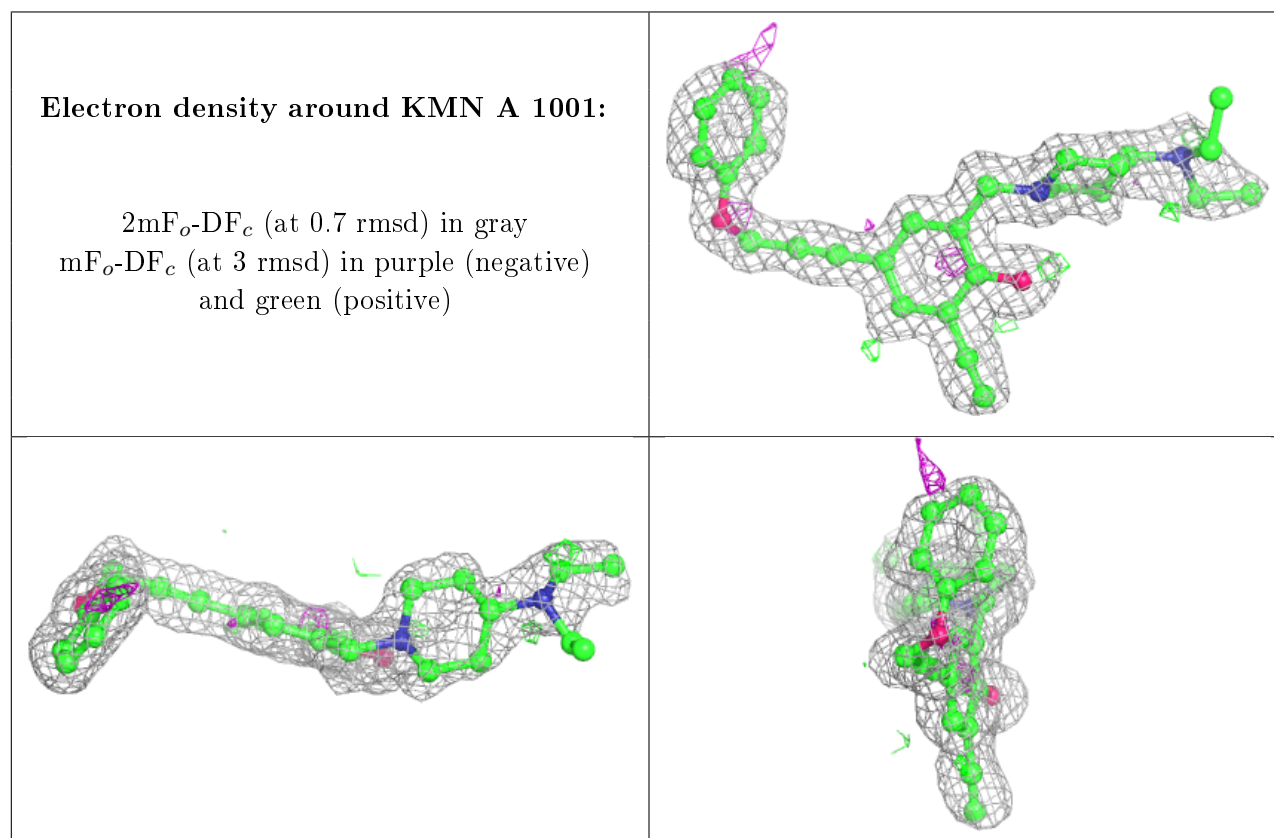 Electron density around KMN A 1001:
2mFo-DFc (at 0.7 rmsd) in gray
mFo-DFc (at 3 rmsd) in purple (negative)
and green (positive)